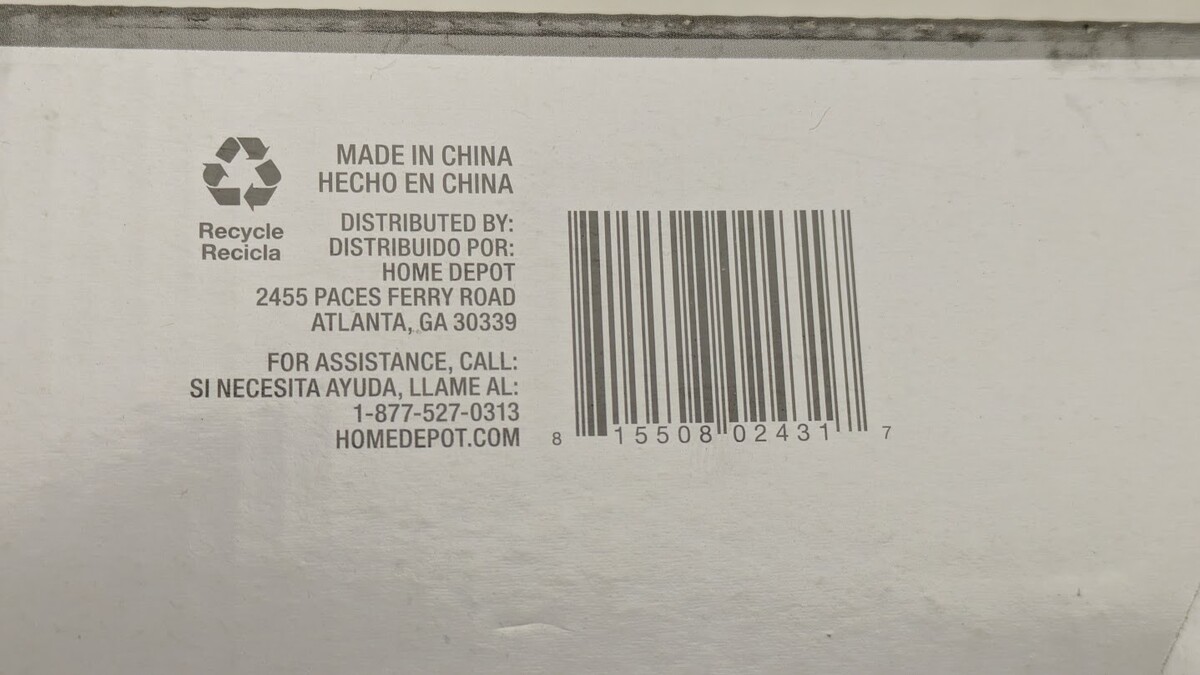 MADE IN CHINA
HECHO EN CHINA
Recycle
Recicla
DISTRIBUTED BY:
DISTRIBUIDO POR:
HOME DEPOT
2455 PACES FERRY ROAD
ATLANTA, GA 30339
FOR ASSISTANCE, CALL:
SI NECESITA AYUDA, LLAME AL:
1-877-527-0313
HOMEDEPOT.COM
8 15508 02431 7